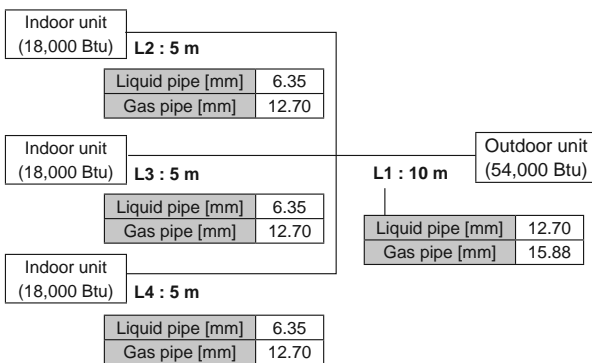 Indoor unit
(18,000 Btu)
L2 : 5 m
Liquid pipe [mm] 6.35
Gas pipe [mm] 12.70
Indoor unit
(18,000 Btu)
L3 : 5 m
Liquid pipe [mm] 6.35
Gas pipe [mm] 12.70
Indoor unit
(18,000 Btu)
L4 : 5 m
Liquid pipe [mm] 6.35
Gas pipe [mm] 12.70
Outdoor unit
(54,000 Btu)
L1 : 10 m
Liquid pipe [mm] 12.70
Gas pipe [mm] 15.88